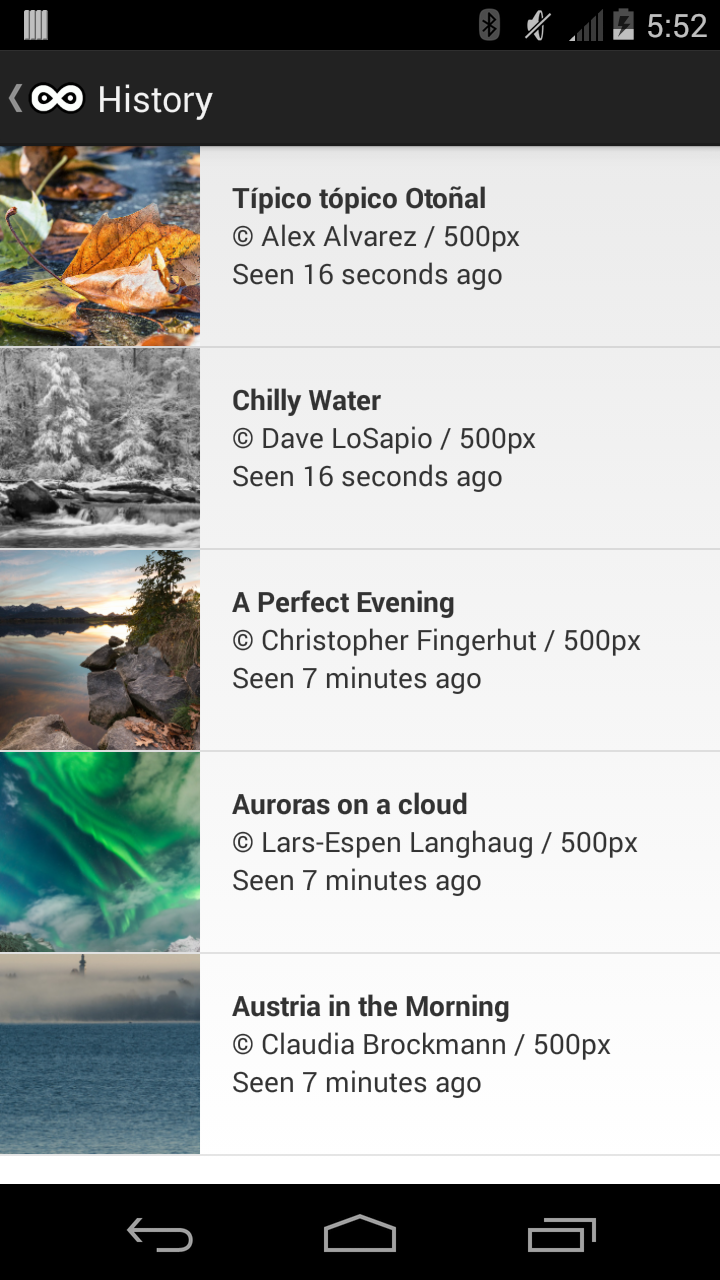 5:52
History
Típico tópico Otoñal
© Alex Alvarez / 500px
Seen 16 seconds ago
Chilly Water
© Dave LoSapio / 500px
Seen 16 seconds ago
A Perfect Evening
© Christopher Fingerhut / 500px
Seen 7 minutes ago
Auroras on a cloud
© Lars-Espen Langhaug / 500px
Seen 7 minutes ago
Austria in the Morning
© Claudia Brockmann / 500px
Seen 7 minutes ago